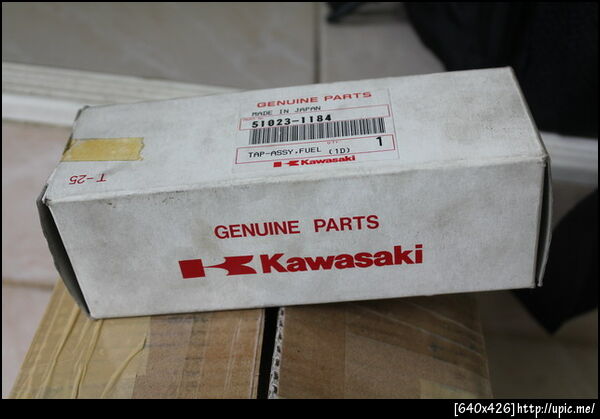 GENUINE PARTS
MADE IN JAPAN
51023-1184
1
TAP-ASSY,FUEL (1D)
Kawasaki
T-25
GENUINE PARTS
Kawasaki
[640x426]http://upic.me/